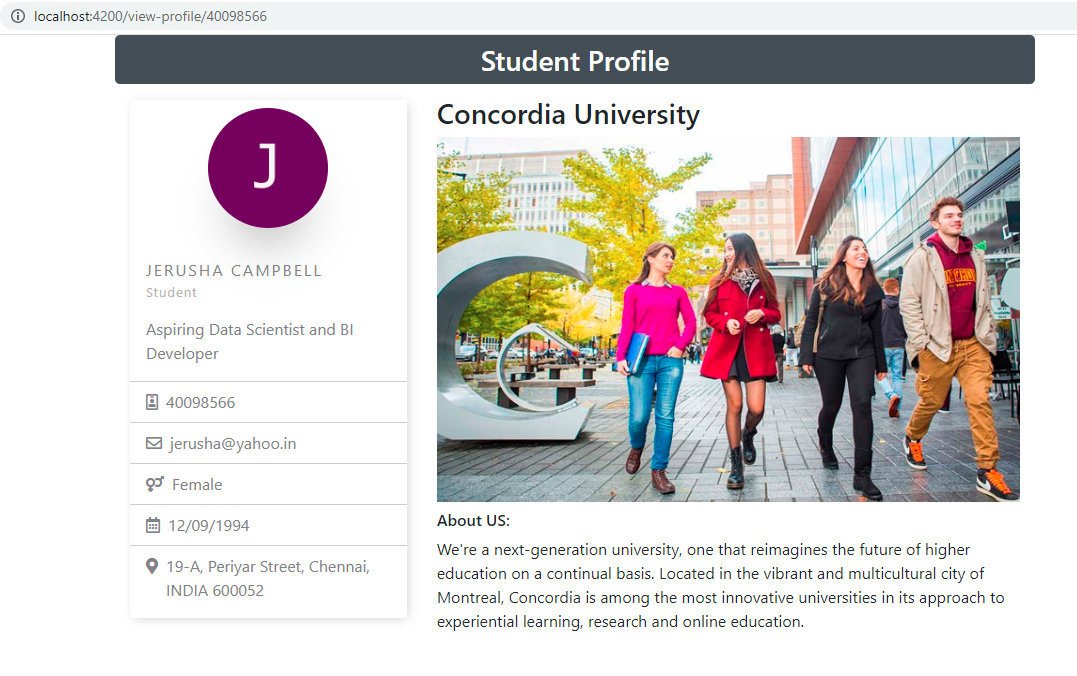 localhost:4200/view-profile/40098566
Student Profile
J
JERUSHA CAMPBELL
Student
Aspiring Data Scientist and BI
Developer
40098566
jerusha@yahoo.in
Female
12/09/1994
19-A, Periyar Street, Chennai,
INDIA 600052
Concordia University
About US:
We're a next-generation university, one that reimagines the future of higher
education on a continual basis. Located in the vibrant and multicultural city of
Montreal, Concordia is among the most innovative universities in its approach to
experiential learning, research and online education.